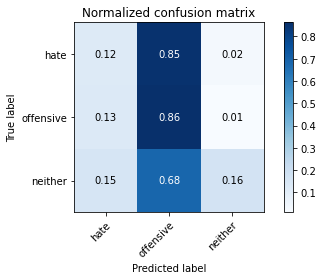 Normalized confusion matrix
True label
hate
0.12 0.85 0.02
offensive
0.13 0.86 0.01
neither
0.15 0.68 0.16
hate
offensive
neither
Predicted label
0.8
0.7
0.6
0.5
0.4
0.3
0.2
0.1